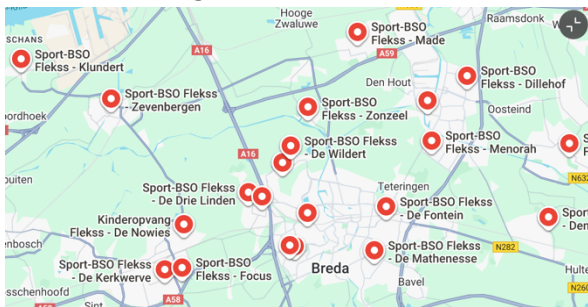 Hooge
Zwaluwe
Raamsdonk
SCHANS
Sport-BSO
Flekss - Klundert
Sport-BSO
Flekss - Made
A16
A59
Den Hout
Sport-BSO
Flekss - Dillehof
Sport-BSO Flekss
- Zevenbergen
Sport-BSO
Flekss - Zonzeel
Oosteind
oordhoek
Sport-BSO Flekss
- De Wildert
Sport-BSO
Flekss - Menorah
A16
N632
Sport-BSO Flekss
- De Drie Linden
Teteringen
Sport-BSO Flekss
- De Fontein
Kinderopvang
Flekss - De Nowies
Sport-BSO Flekss
- De Kerkwerve
Sport-BSO
Flekss - Focus
Breda
Sport-BSO Flekss
- De Mathenesse
N282
Bavel
A58